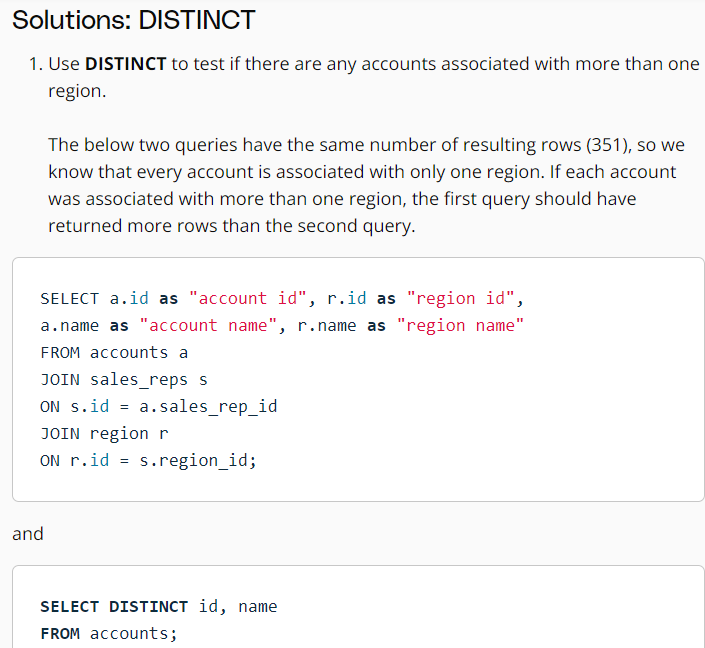 Solutions: DISTINCT
1. Use DISTINCT to test if there are any accounts associated with more than one
region.
The below two queries have the same number of resulting rows (351), so we
know that every account is associated with only one region. If each account
was associated with more than one region, the first query should have
returned more rows than the second query.
SELECT a.id as "account id", r.id as "region id",
a.name as "account name", r.name as "region name"
FROM accounts a
JOIN sales_reps s
ON s.id = a.sales_rep_id
JOIN region r
ON r.id = s.region_id;
and
SELECT DISTINCT id, name
FROM accounts;